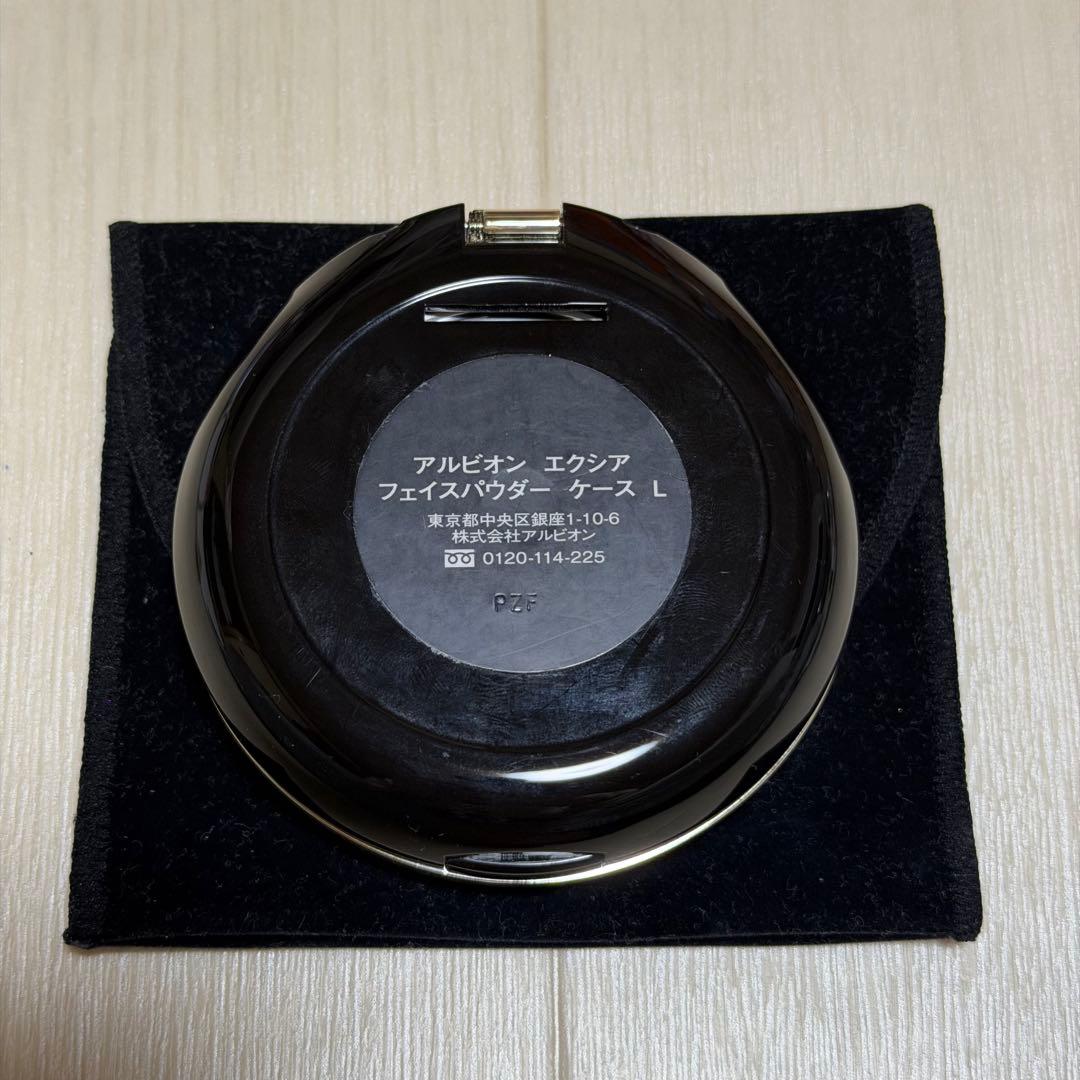 アルビオン エクシア
フェイスパウダー ケース L
東京都中央区銀座1-10-6
株式会社アルビオン
0120-114-225
PZF